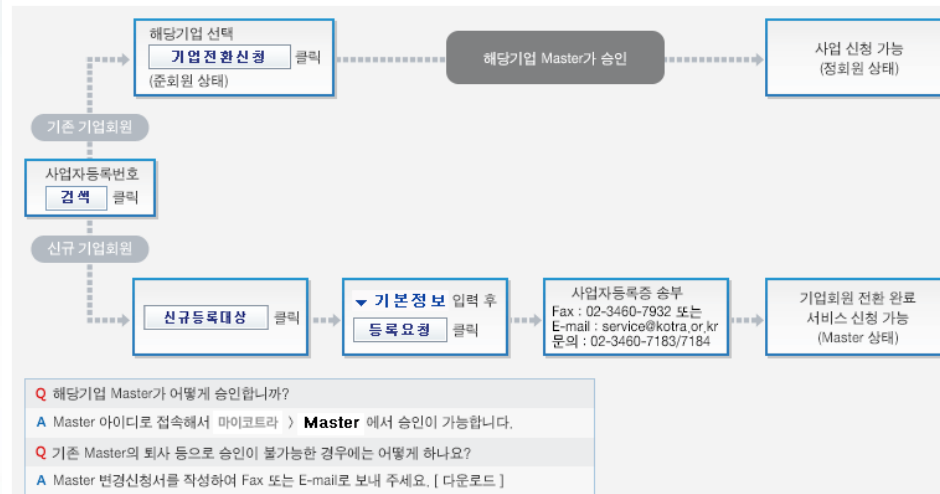 해당기업 선택
기업전환신청 클릭
(준회원 상태)
해당기업 Master가 승인
사업 신청 가능
(정회원 상태)
기존 기업회원
사업자등록번호
검색 클릭
신규 기업회원
신규등록대상 클릭
▼ 기본정보 입력 후
등록요청 클릭
사업자등록증 송부
Fax : 02-3460-7932 또는
E-mail : service@kotra.or.kr
문의 : 02-3460-7183/7184
기업회원 전환 완료
서비스 신청 가능
(Master 상태)
Q 해당기업 Master가 어떻게 승인합니까?
A Master 아이디로 접속해서 마이코트라 > Master 에서 승인이 가능합니다.
Q 기존 Master의 퇴사 등으로 승인이 불가능한 경우에는 어떻게 하나요?
A Master 변경신청서를 작성하여 Fax 또는 E-mail로 보내 주세요. [ 다운로드 ]